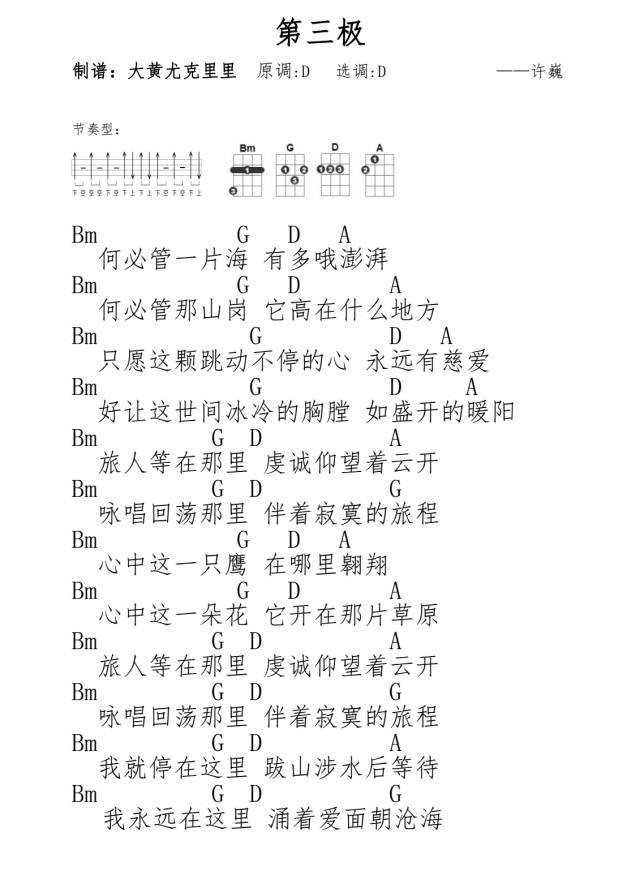 第三极
制谱：大黄尤克里里 原调:D 选调:D ——许巍
节奏型：
Bm G D A
下空空空下上下上下空下空下上
Bm G D A
何必管一片海 有多哦澎湃
Bm G D A
何必管那山岗 它高在什么地方
Bm G D A
只愿这颗跳动不停的心 永远有慈爱
Bm G D A
好让这世间冰冷的胸膛 如盛开的暖阳
Bm G D A
旅人等在那里 虔诚仰望着云开
Bm G D G
咏唱回荡那里 伴着寂寞的旅程
Bm G D A
心中这一只鹰 在哪里翱翔
Bm G D A
心中这一朵花 它开在那片草原
Bm G D A
旅人等在那里 虔诚仰望着云开
Bm G D G
咏唱回荡那里 伴着寂寞的旅程
Bm G D A
我就停在这里 跋山涉水后等待
Bm G D G
我永远在这里 涌着爱面朝沧海